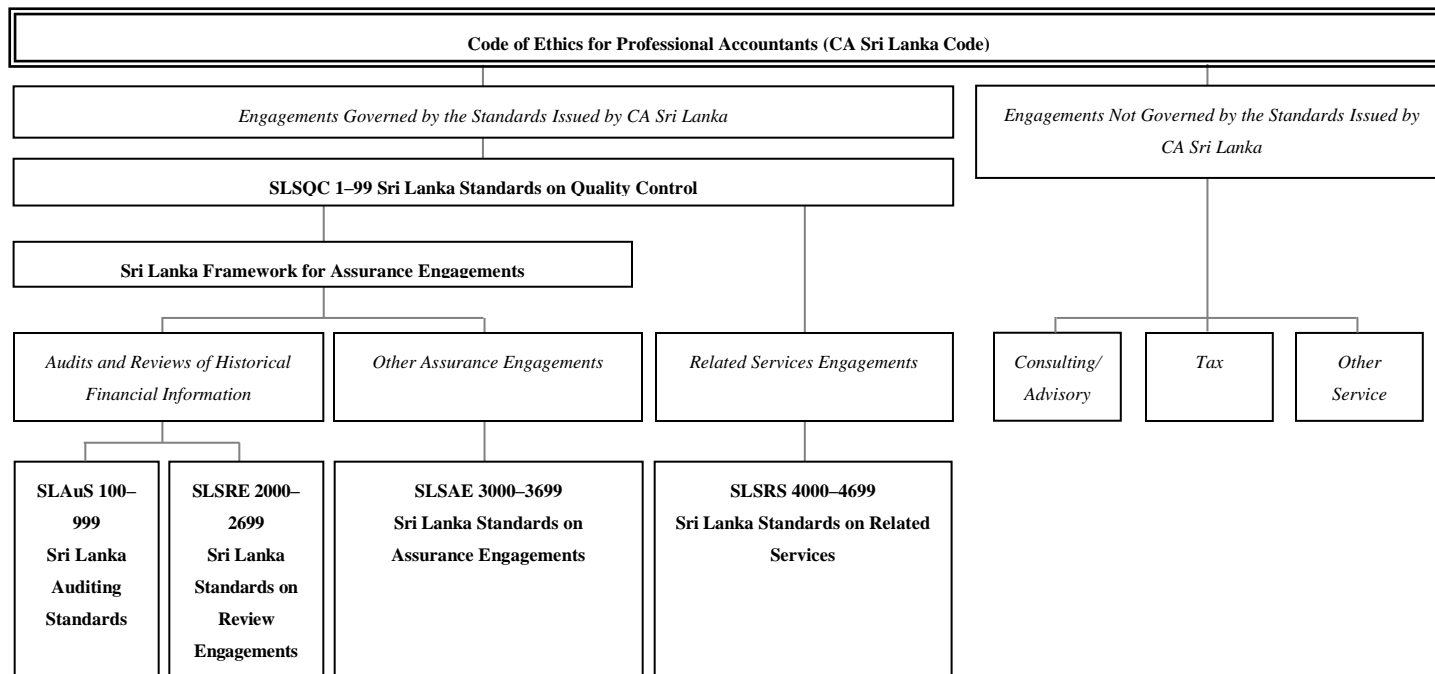 Code of Ethics for Professional Accountants (CA Sri Lanka Code)
Engagements Governed by the Standards Issued by CA Sri Lanka
Engagements Not Governed by the Standards Issued by
CA Sri Lanka
SLSQC 1–99 Sri Lanka Standards on Quality Control
Sri Lanka Framework for Assurance Engagements
Audits and Reviews of Historical
Financial Information
Other Assurance Engagements
Related Services Engagements
Consulting/
Advisory
Tax
Other
Service
SLAuS 100–
999
Sri Lanka
Auditing
Standards
SLSRE 2000–
2699
Sri Lanka
Standards on
Review
Engagements
SLSAE 3000–3699
Sri Lanka Standards on
Assurance Engagements
SLSRS 4000–4699
Sri Lanka Standards on Related
Services